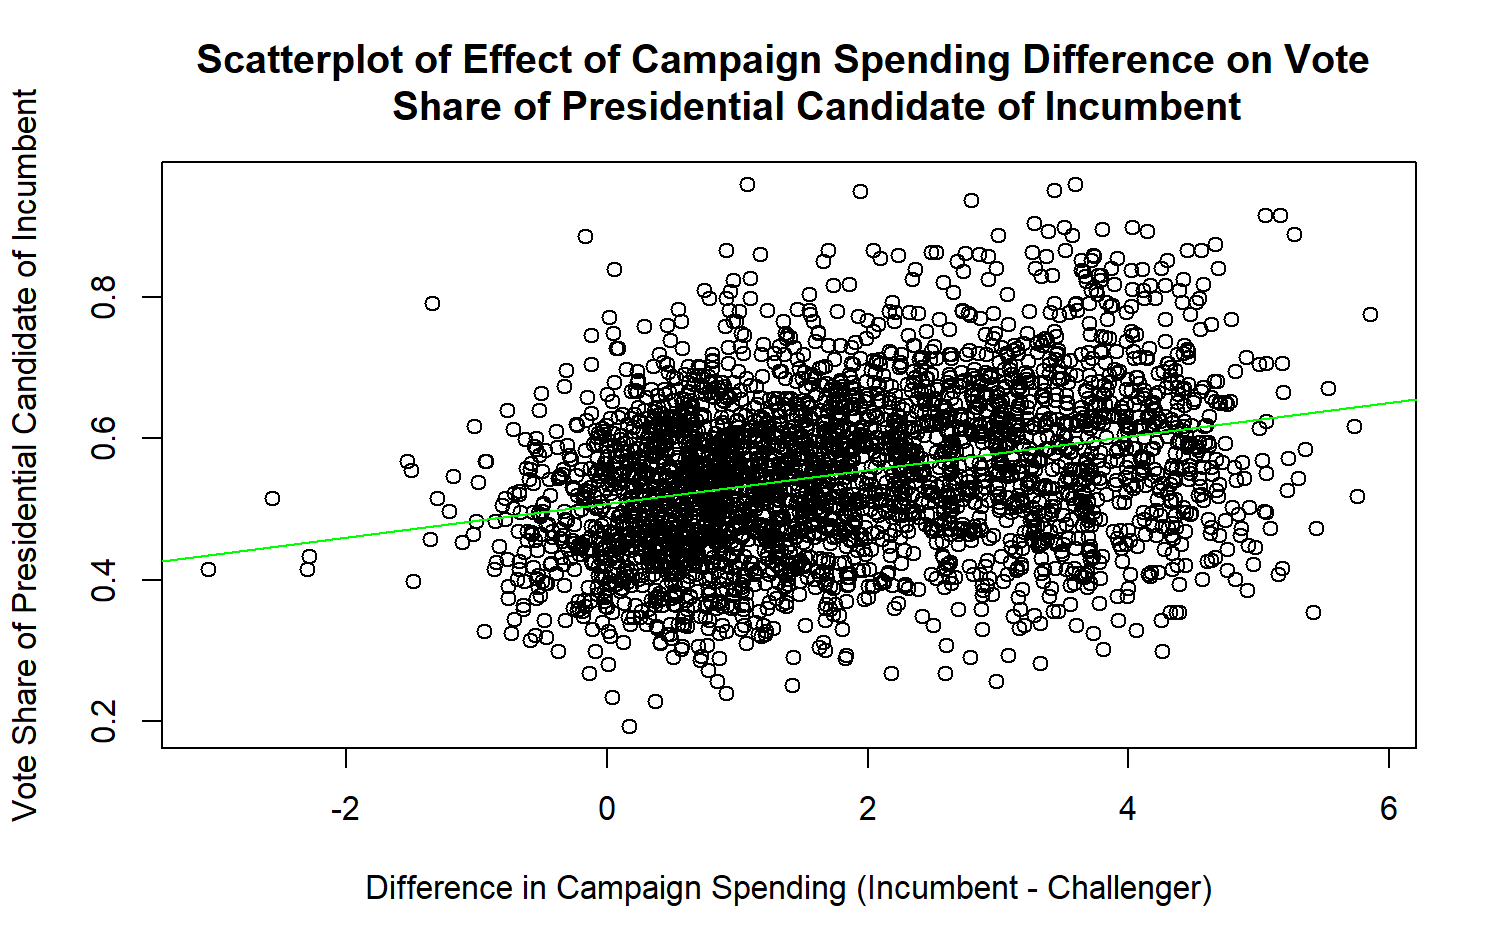 Scatterplot of Effect of Campaign Spending Difference on Vote
Share of Presidential Candidate of Incumbent
Vote Share of Presidential Candidate of Incumbent
0.8
0.6
0.4
0.2
-2
0
2
4
6
Difference in Campaign Spending (Incumbent - Challenger)